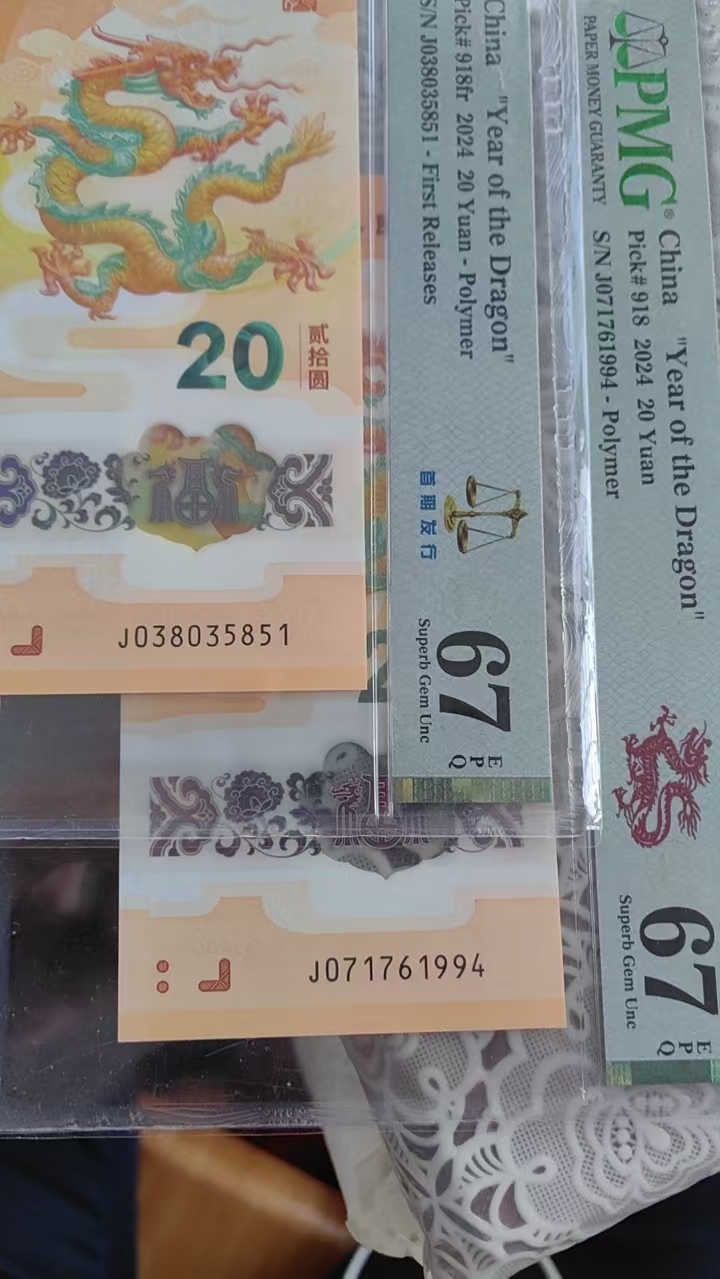 20
贰拾圆
J038035851
China "Year of the Dragon"
Pick# 918fr 2024 20 Yuan - Polymer
S/N J038035851 - First Releases
首期发行
67
EPQ
Superb Gem Unc
J071761994
PMG®
PAPER MONEY GUARANTY
China "Year of the Dragon"
Pick# 918 2024 20 Yuan
S/N J071761994 - Polymer
67
EPQ
Superb Gem Unc